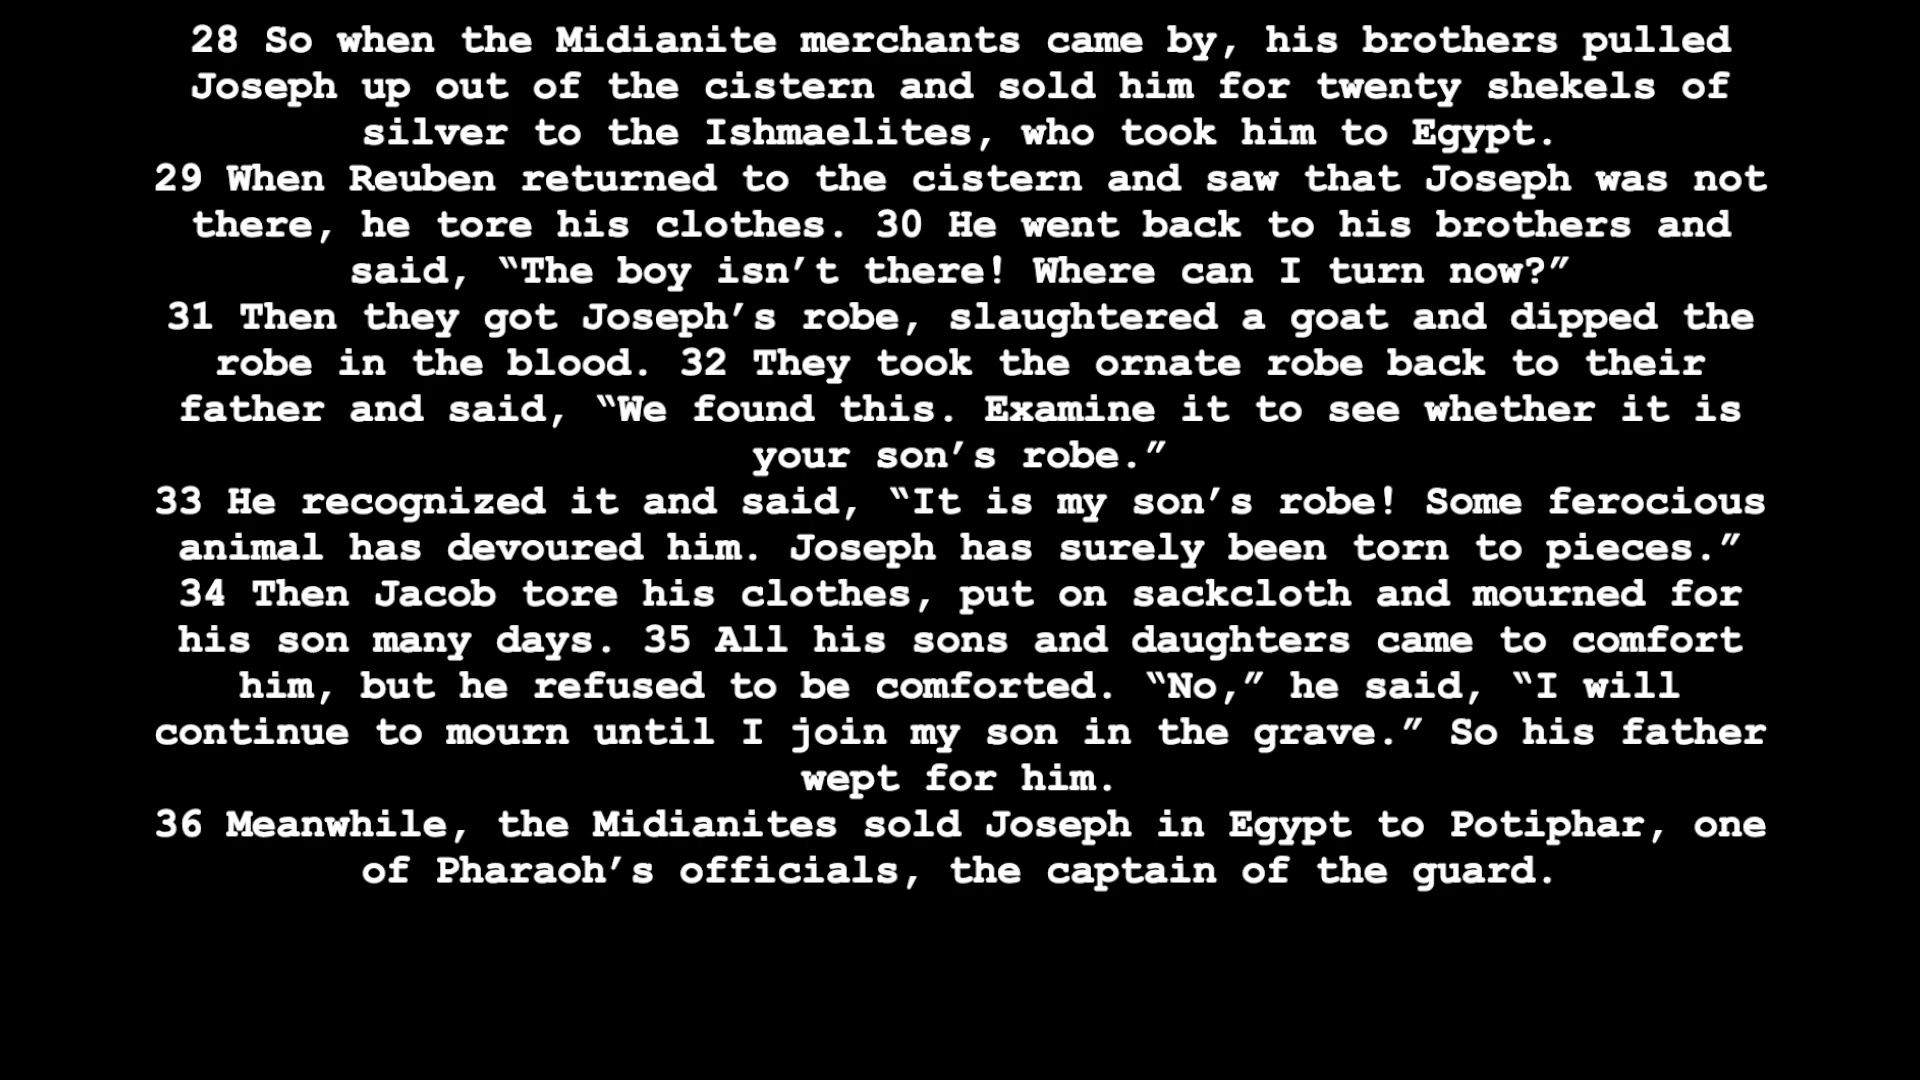 28 So when the Midianite merchants came by, his brothers pulled
Joseph up out of the cistern and sold him for twenty shekels of
silver to the Ishmaelites, who took him to Egypt.
29 When Reuben returned to the cistern and saw that Joseph was not
there, he tore his clothes. 30 He went back to his brothers and
said, “The boy isn’t there! Where can I turn now?”
31 Then they got Joseph’s robe, slaughtered a goat and dipped the
robe in the blood. 32 They took the ornate robe back to their
father and said, “We found this. Examine it to see whether it is
your son’s robe.”
33 He recognized it and said, “It is my son’s robe! Some ferocious
animal has devoured him. Joseph has surely been torn to pieces.”
34 Then Jacob tore his clothes, put on sackcloth and mourned for
his son many days. 35 All his sons and daughters came to comfort
him, but he refused to be comforted. “No,” he said, “I will
continue to mourn until I join my son in the grave.” So his father
wept for him.
36 Meanwhile, the Midianites sold Joseph in Egypt to Potiphar, one
of Pharaoh’s officials, the captain of the guard.